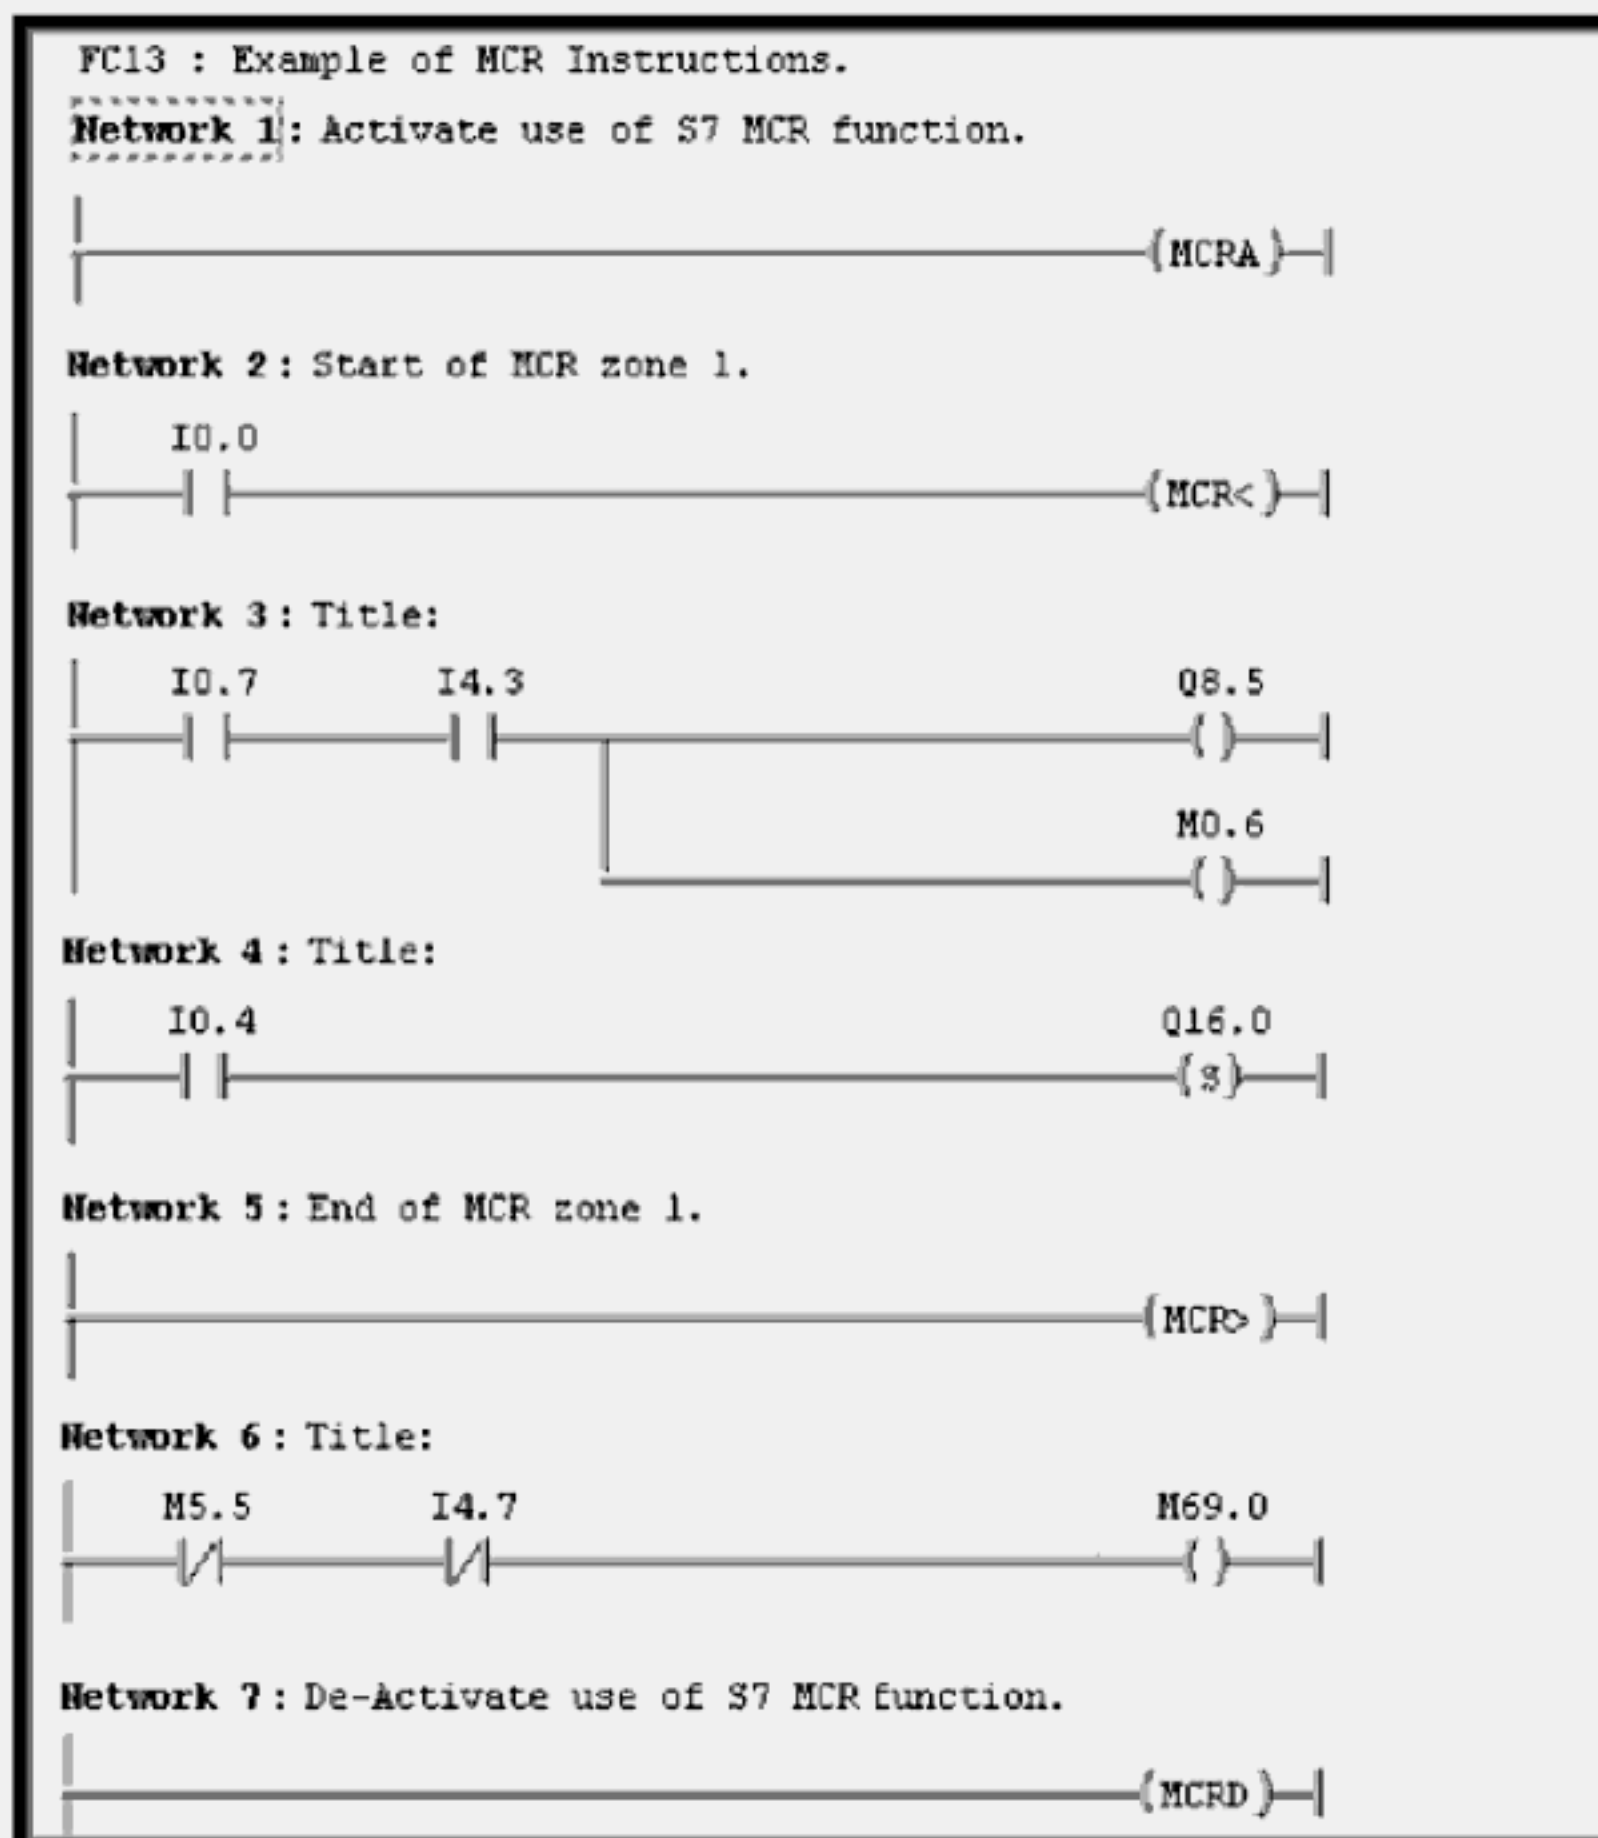 FC13 : Example of MCR Instructions.
Network 1: Activate use of S7 MCR function.
(MCRA)
Network 2: Start of MCR zone 1.
I0.0
(MCR<)
Network 3: Title:
I0.7 I4.3 Q8.5
( )
M0.6
( )
Network 4: Title:
I0.4 Q16.0
(S)
Network 5: End of MCR zone 1.
(MCR>)
Network 6: Title:
M5.5 I4.7 M69.0
( )
Network 7: De-Activate use of S7 MCR function.
(MCRD)